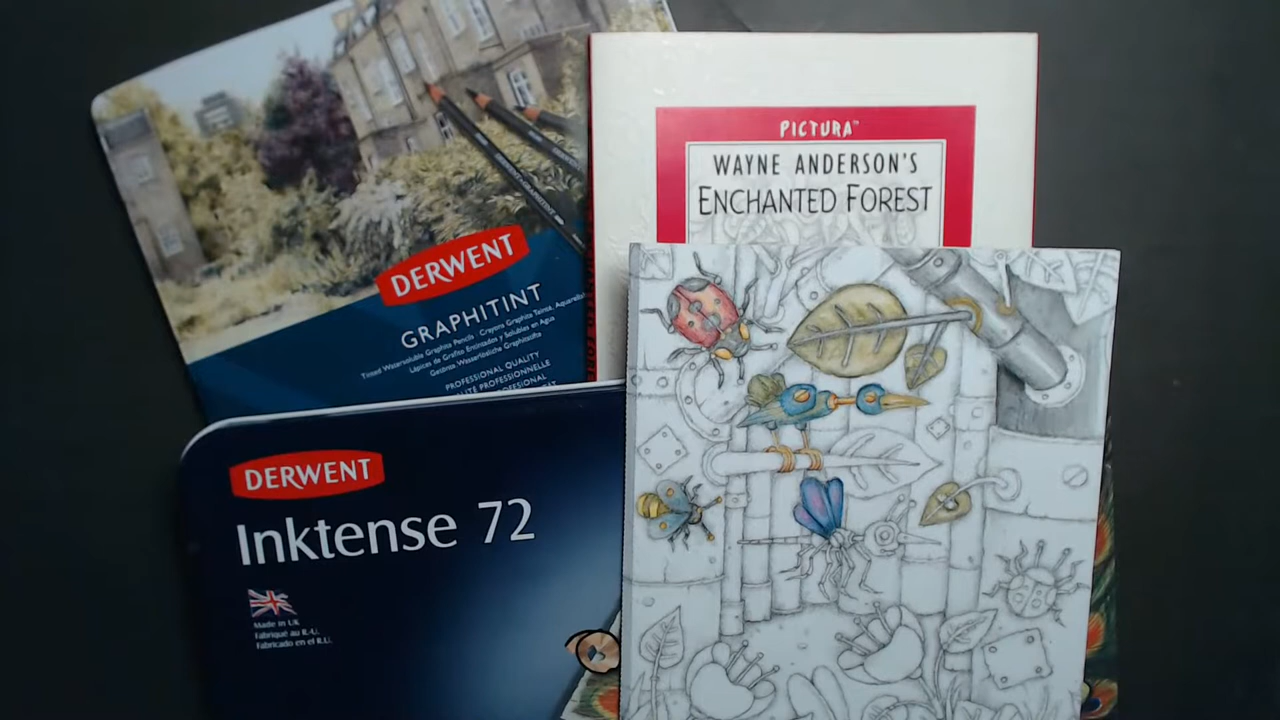 DERWENT
GRAPHITINT
Tinted Watersoluble Graphite Pencils · Crayons Graphite Teinté, Aquarellable
Lápices de Grafito Entintados y Solubles en Agua
Getönte Wasserlösliche Graphitstifte
PROFESSIONAL QUALITY
QUALITÉ PROFESSIONNELLE
PICTURA™
WAYNE ANDERSON'S
ENCHANTED FOREST
DERWENT
Inktense 72
Made in UK
Fabriqué au R.-U.
Fabricado en el R.U.